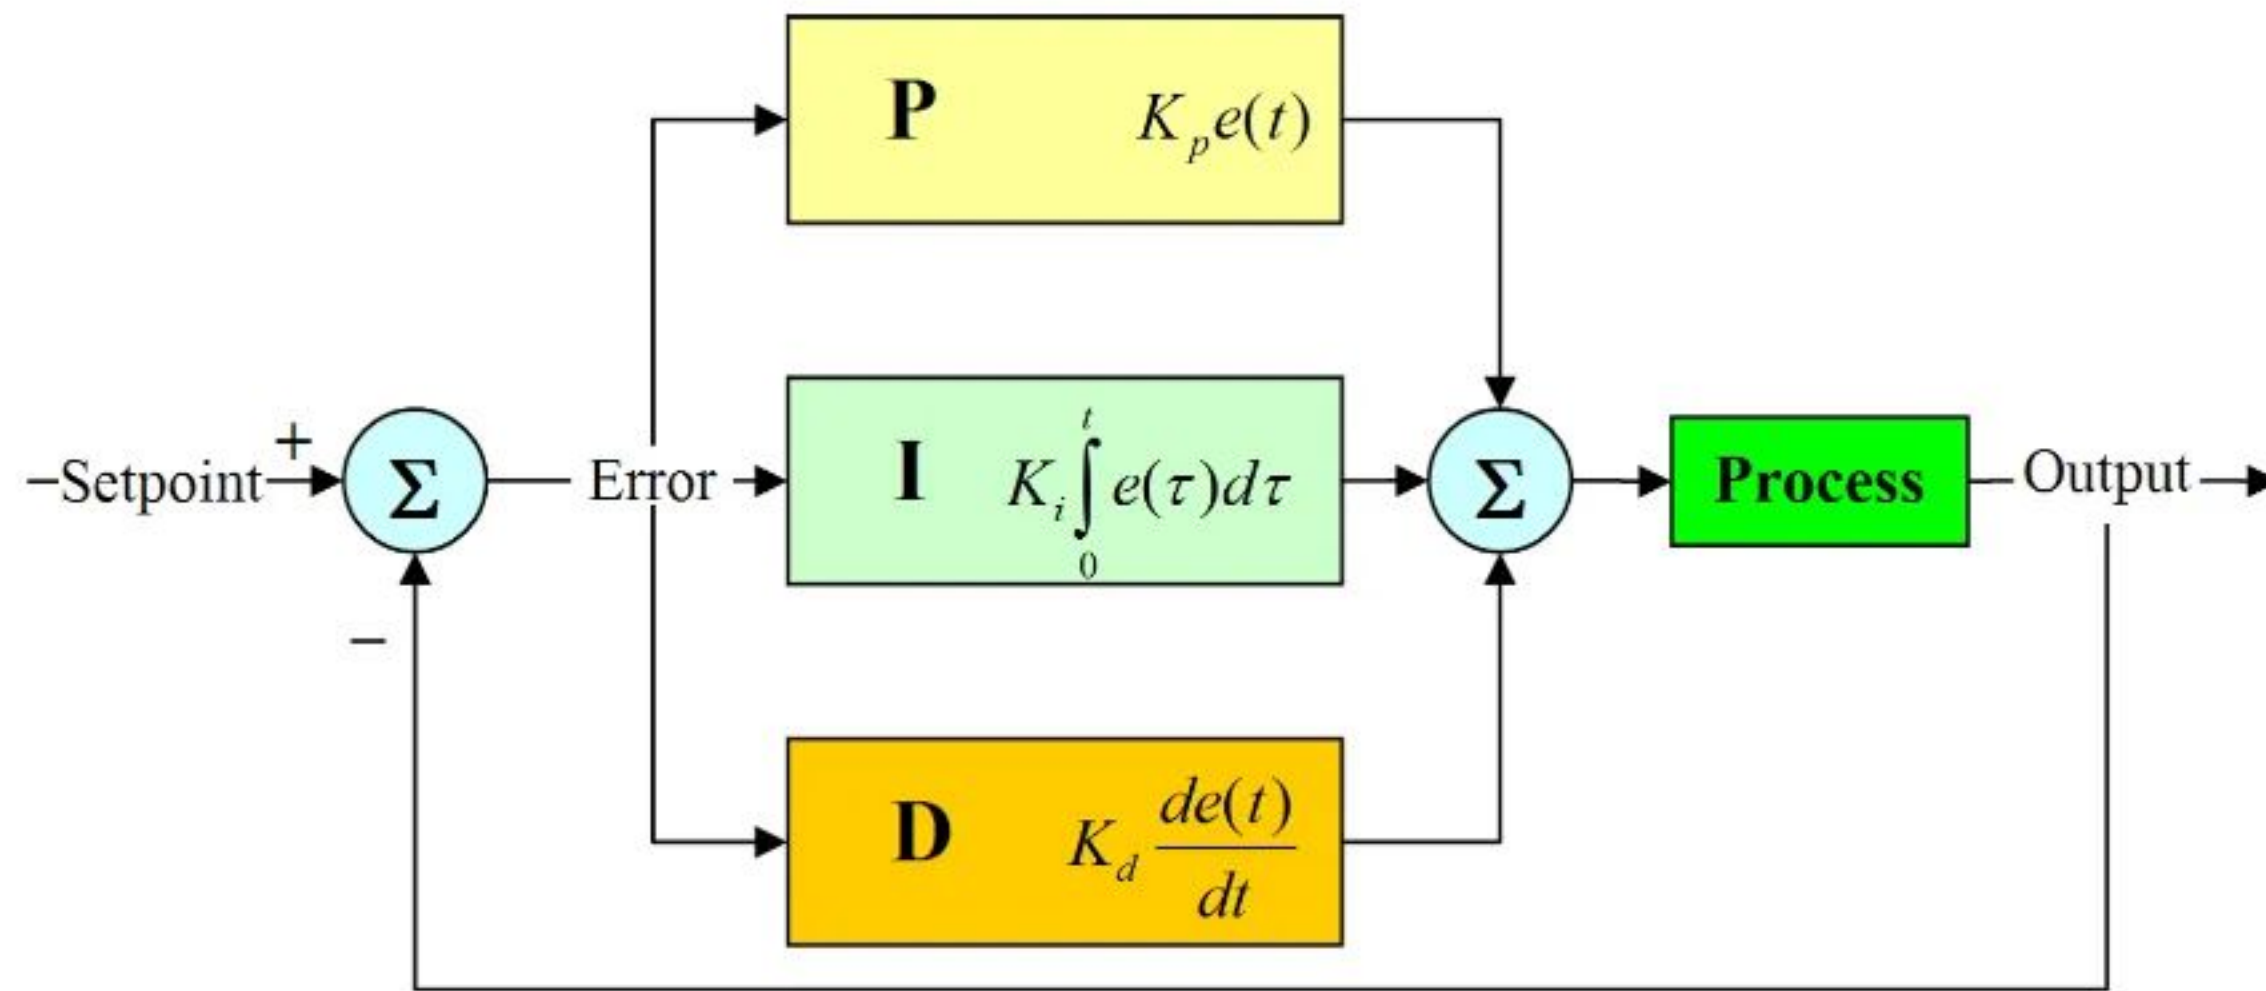 P K_p e(t)
–Setpoint
+
Σ
Error
I K_i ∫_0^t e(τ)dτ
Σ
Process
Output
–
D K_d de(t)/dt